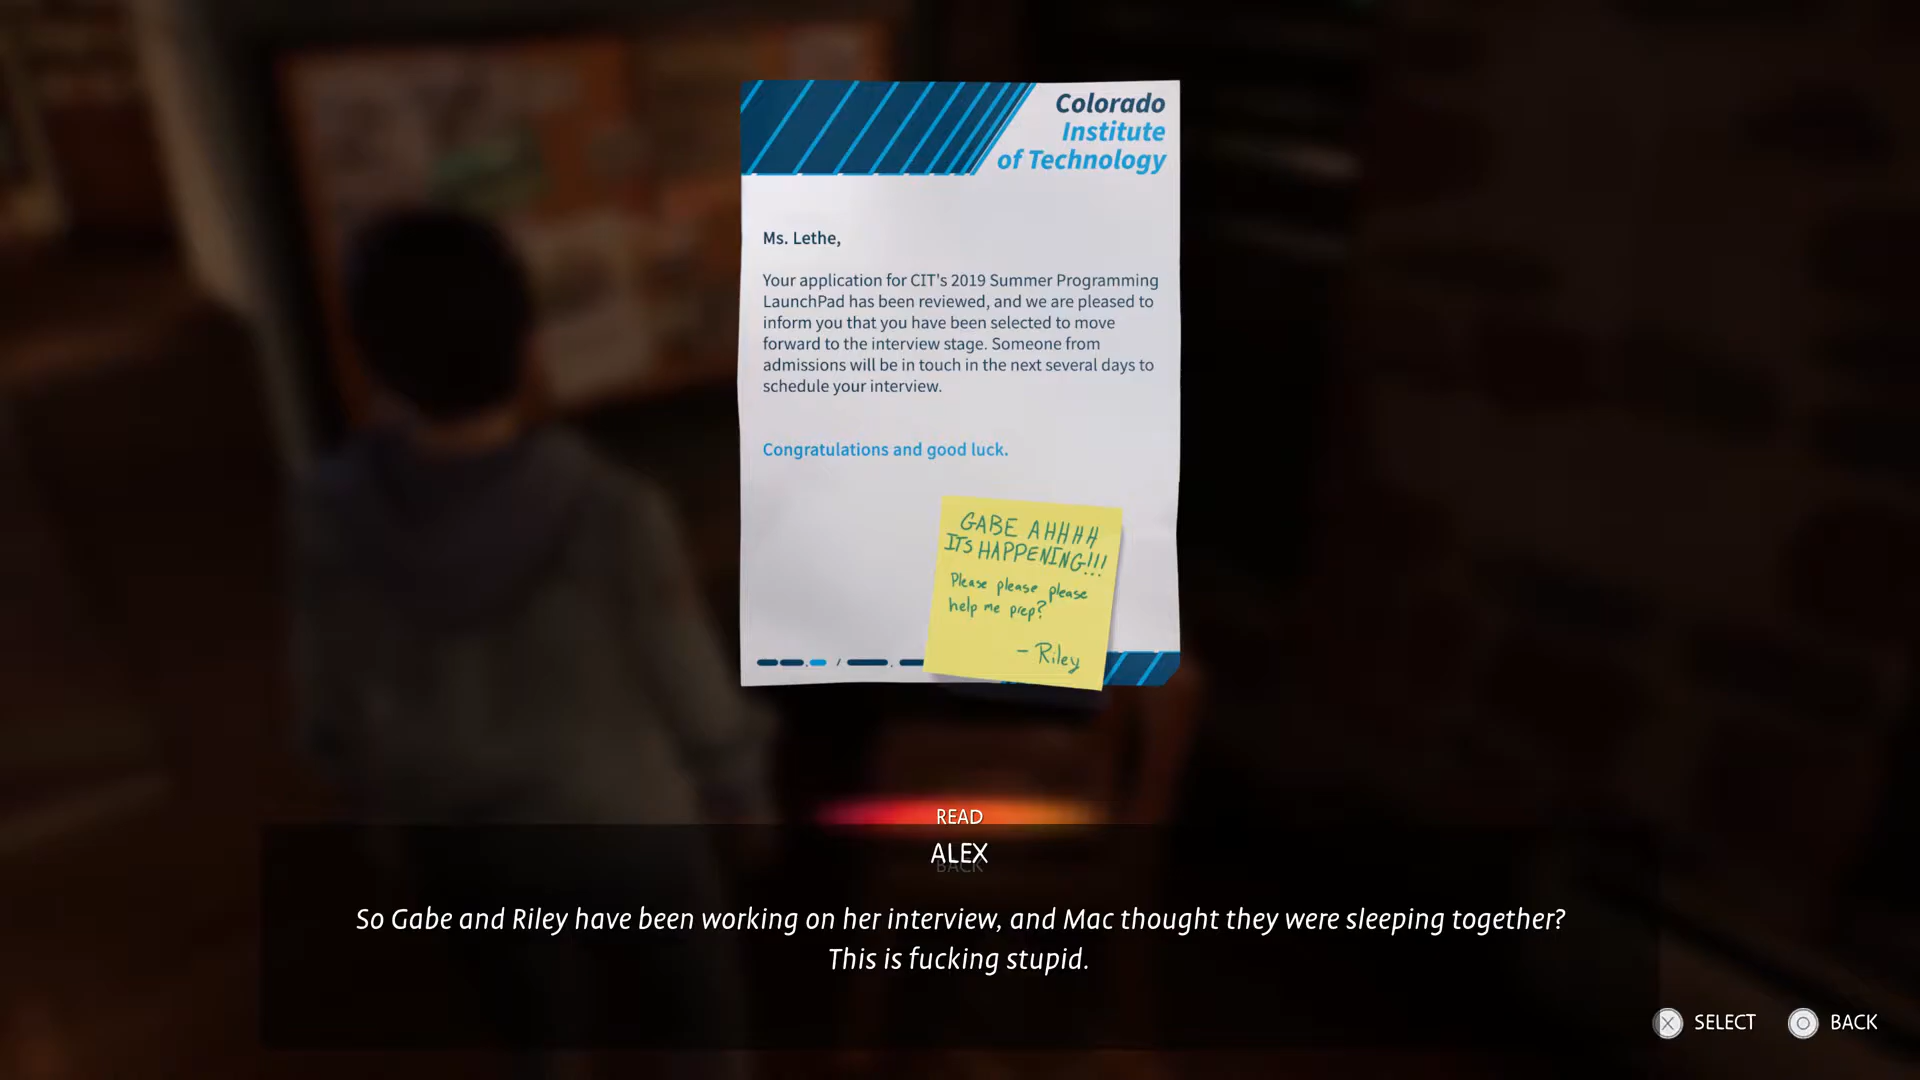 Colorado
Institute
of Technology
Ms. Lethe,
Your application for CIT's 2019 Summer Programming
LaunchPad has been reviewed, and we are pleased to
inform you that you have been selected to move
forward to the interview stage. Someone from
admissions will be in touch in the next several days to
schedule your interview.
Congratulations and good luck.
GABE AHHHH
ITS HAPPENING!!!
Please please please
help me prep?
- Riley
READ
ALEX
BACK
So Gabe and Riley have been working on her interview, and Mac thought they were sleeping together?
This is fucking stupid.
SELECT
BACK